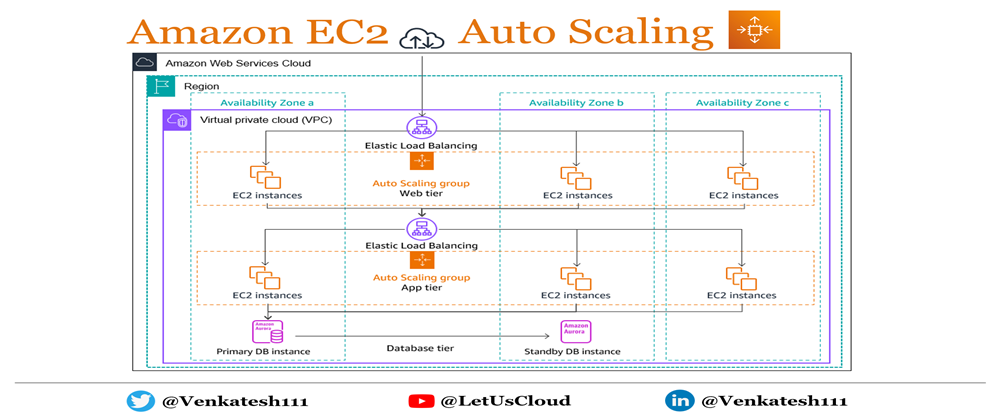 Amazon EC2 Auto Scaling
Amazon Web Services Cloud
Region
Availability Zone a
Availability Zone b
Availability Zone c
Virtual private cloud (VPC)
Elastic Load Balancing
Auto Scaling group
Web tier
EC2 instances
EC2 instances
EC2 instances
Elastic Load Balancing
Auto Scaling group
App tier
EC2 instances
EC2 instances
EC2 instances
Amazon
Aurora
Amazon
Aurora
Primary DB instance
Database tier
Standby DB instance
@Venkatesh111
@LetUsCloud
in
@Venkatesh111